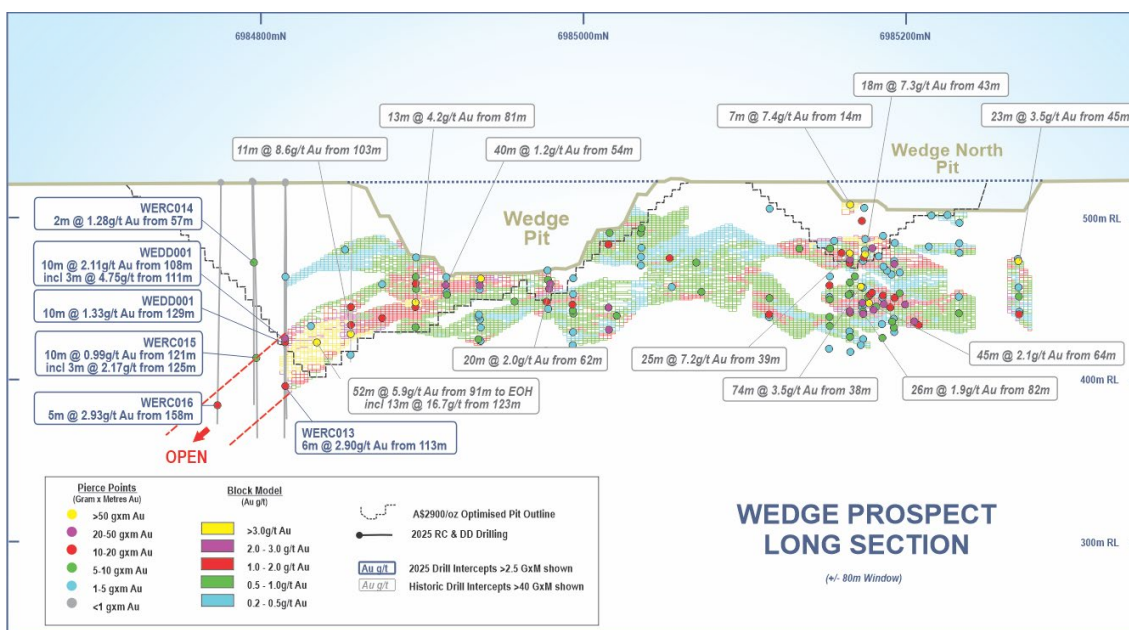 6984800mN
6985000mN
6985200mN
18m @ 7.3g/t Au from 43m
13m @ 4.2g/t Au from 81m
7m @ 7.4g/t Au from 14m
23m @ 3.5g/t Au from 45m
11m @ 8.6g/t Au from 103m
40m @ 1.2g/t Au from 54m
Wedge North
Pit
WERC014
2m @ 1.28g/t Au from 57m
Wedge
Pit
500m RL
WEDD001
10m @ 2.11g/t Au from 108m
incl 3m @ 4.75g/t from 111m
WEDD001
10m @ 1.33g/t Au from 129m
WERC015
10m @ 0.99g/t Au from 121m
incl 3m @ 2.17g/t from 125m
20m @ 2.0g/t Au from 62m
25m @ 7.2g/t Au from 39m
45m @ 2.1g/t Au from 64m
400m RL
52m @ 5.9g/t Au from 91m to EOH
incl 13m @ 16.7g/t from 123m
74m @ 3.5g/t Au from 38m
26m @ 1.9g/t Au from 82m
WERC016
5m @ 2.93g/t Au from 158m
WERC013
6m @ 2.90g/t Au from 113m
OPEN
Pierce Points
(Gram x Metres Au)
>50 gxm Au
20-50 gxm Au
10-20 gxm Au
5-10 gxm Au
1-5 gxm Au
<1 gxm Au
Block Model
(Au g/t)
>3.0g/t Au
2.0 - 3.0 g/t Au
1.0 - 2.0 g/t Au
0.5 - 1.0g/t Au
0.2 - 0.5g/t Au
A$2900/oz Optimised Pit Outline
2025 RC & DD Drilling
Au g/t
2025 Drill Intercepts >2.5 GxM shown
Au g/t
Historic Drill Intercepts >40 GxM shown
WEDGE PROSPECT
LONG SECTION
(+/- 80m Window)
300m RL